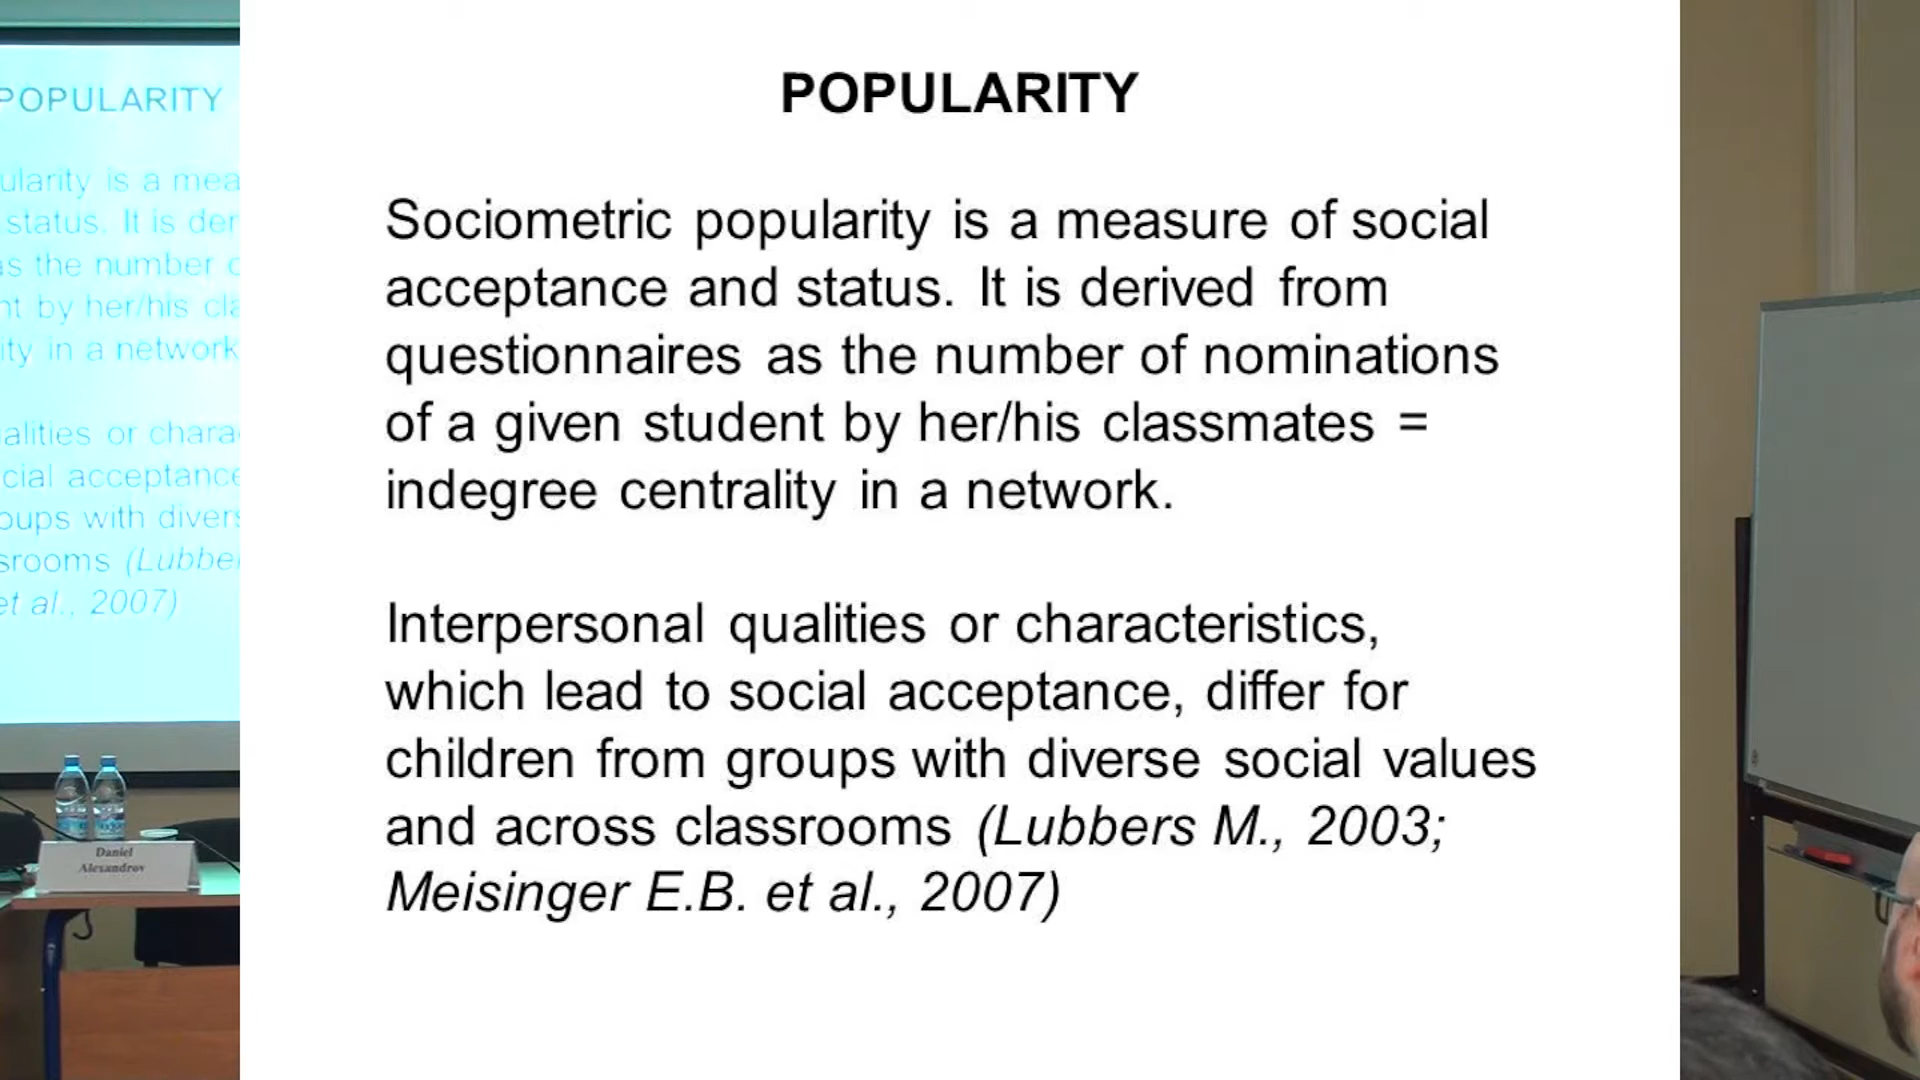 POPULARITY
Sociometric popularity is a measure of social
acceptance and status. It is derived from
questionnaires as the number of nominations
of a given student by her/his classmates =
indegree centrality in a network.
Interpersonal qualities or characteristics,
which lead to social acceptance, differ for
children from groups with diverse social values
and across classrooms (Lubbers M., 2003;
Meisinger E.B. et al., 2007)
POPULARITY
ularity is a mea
status. It is der
as the number
nt by her/his cla
ity in a network
alities or chara
cial acceptance
oups with divers
srooms (Lubber
et al., 2007)
Daniel
Alexandrov